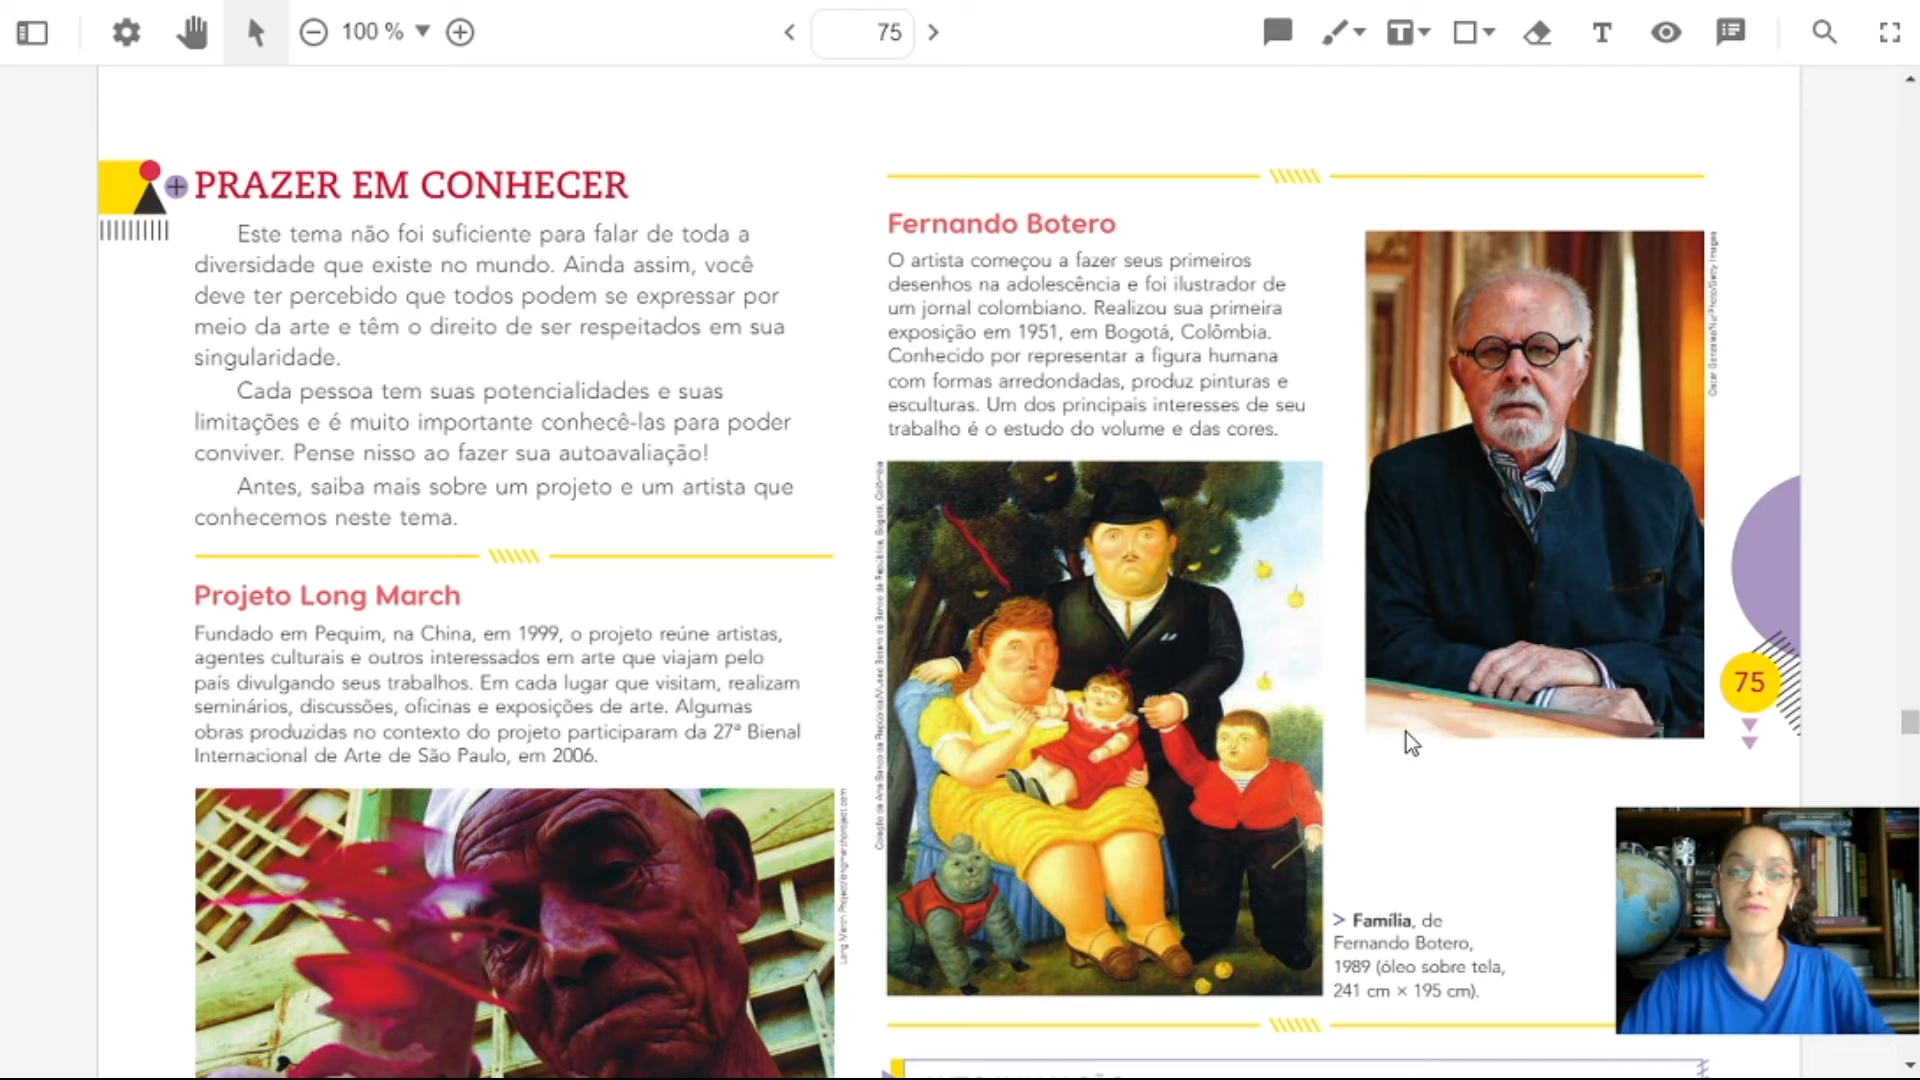 100 %
75
PRAZER EM CONHECER
Este tema não foi suficiente para falar de toda a
diversidade que existe no mundo. Ainda assim, você
deve ter percebido que todos podem se expressar por
meio da arte e têm o direito de ser respeitados em sua
singularidade.
Cada pessoa tem suas potencialidades e suas
limitações e é muito importante conhecê-las para poder
conviver. Pense nisso ao fazer sua autoavaliação!
Antes, saiba mais sobre um projeto e um artista que
conhecemos neste tema.
Projeto Long March
Fundado em Pequim, na China, em 1999, o projeto reúne artistas,
agentes culturais e outros interessados em arte que viajam pelo
país divulgando seus trabalhos. Em cada lugar que visitam, realizam
seminários, discussões, oficinas e exposições de arte. Algumas
obras produzidas no contexto do projeto participaram da 27ª Bienal
Internacional de Arte de São Paulo, em 2006.
Fernando Botero
O artista começou a fazer seus primeiros
desenhos na adolescência e foi ilustrador de
um jornal colombiano. Realizou sua primeira
exposição em 1951, em Bogotá, Colômbia.
Conhecido por representar a figura humana
com formas arredondadas, produz pinturas e
esculturas. Um dos principais interesses de seu
trabalho é o estudo do volume e das cores.
> Família, de
Fernando Botero,
1989 (óleo sobre tela,
241 cm × 195 cm).
75